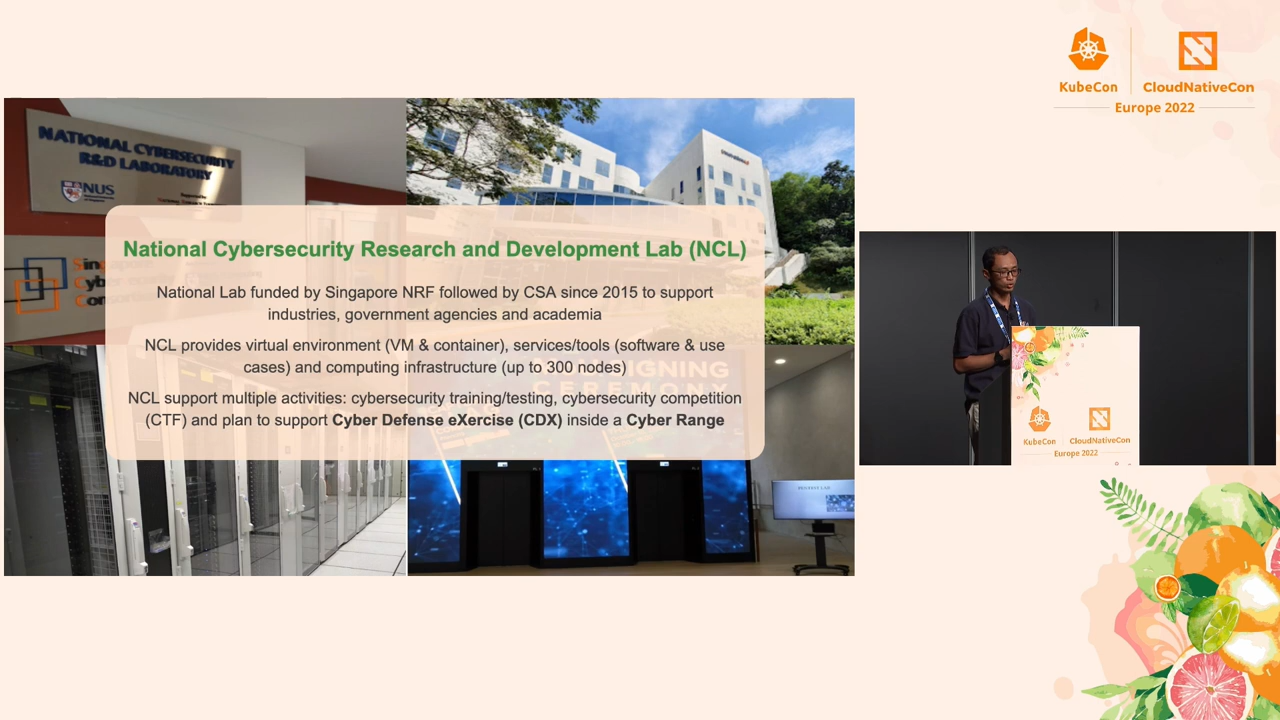 KubeCon
CloudNativeCon
Europe 2022
NATIONAL CYBERSECURITY
R&D LABORATORY
NUS
National Cybersecurity Research and Development Lab (NCL)
National Lab funded by Singapore NRF followed by CSA since 2015 to support
industries, government agencies and academia
NCL provides virtual environment (VM & container), services/tools (software & use
cases) and computing infrastructure (up to 300 nodes)
NCL support multiple activities: cybersecurity training/testing, cybersecurity competition
(CTF) and plan to support Cyber Defense eXercise (CDX) inside a Cyber Range
KubeCon
CloudNativeCon
Europe 2022